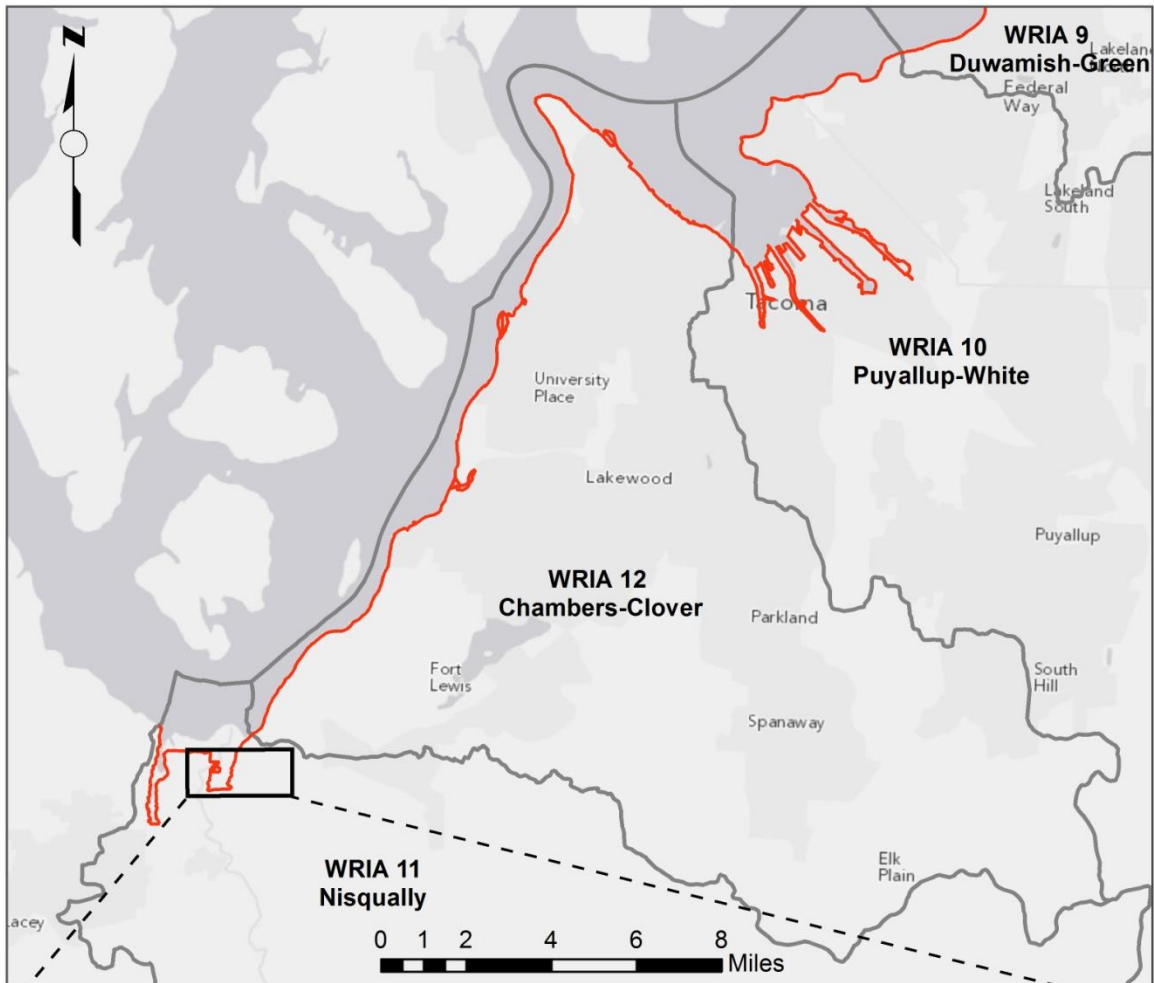 N
WRIA 9
Duwamish-Green
Lakeland
North
Federal
Way
Lakeland
South
Tacoma
WRIA 10
Puyallup-White
University
Place
Lakewood
Puyallup
WRIA 12
Chambers-Clover
Parkland
Fort
Lewis
South
Hill
Spanaway
Elk
Plain
WRIA 11
Nisqually
Lacey
0 1 2 4 6 8
Miles